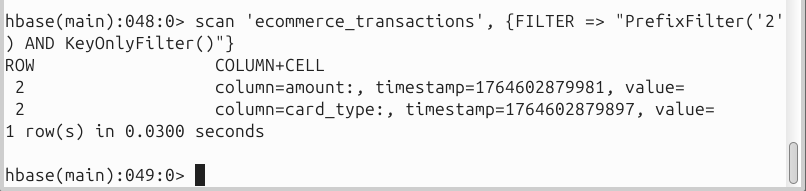 hbase(main):048:0> scan 'ecommerce_transactions', {FILTER => "PrefixFilter('2'
) AND KeyOnlyFilter()"}
ROW                   COLUMN+CELL
 2                    column=amount:, timestamp=1764602879981, value=
 2                    column=card_type:, timestamp=1764602879897, value=
1 row(s) in 0.0300 seconds

hbase(main):049:0>